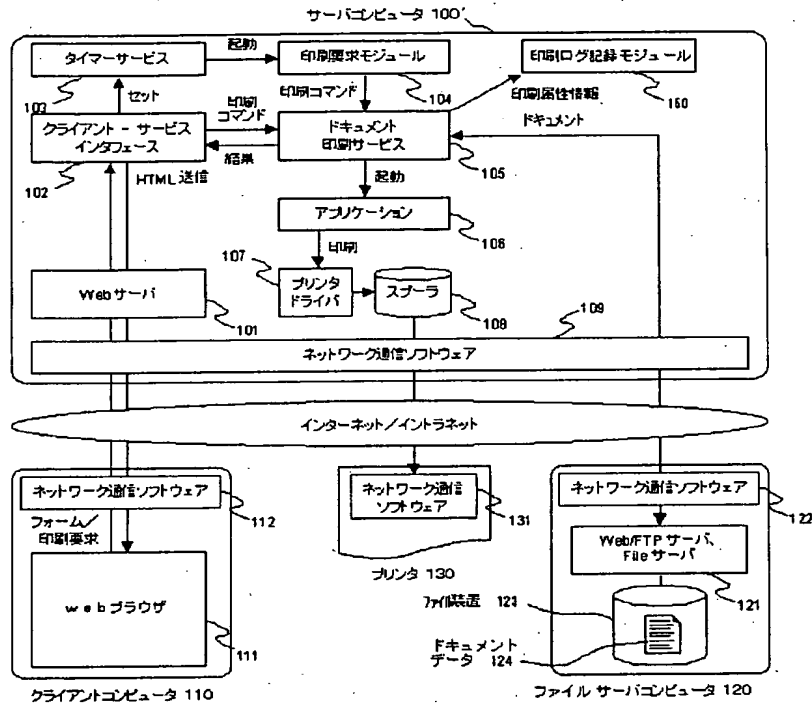 サーバコンピュータ 100'
タイマーサービス
起動
印刷要求モジュール
印刷ログ記録モジュール
103
セット
印刷コマンド
104
印刷属性情報
160
印刷
コマンド
ドキュメント
クライアント - サービス
インタフェース
ドキュメント
印刷サービス
結果
105
102
HTML 送信
起動
アプリケーション
106
印刷
107
プリンタ
ドライバ
スプーラ
108
Webサーバ
101
109
ネットワーク通信ソフトウェア
インターネット/イントラネット
ネットワーク通信ソフトウェア
112
ネットワーク通信
ソフトウェア
131
ネットワーク通信ソフトウェア
122
フォーム/
印刷要求
プリンタ 130
Web/FTP サーバ、
File サーバ
121
webブラウザ
111
ファイル装置 123
ドキュメント
データ 124
クライアントコンピュータ 110
ファイル サーバコンピュータ 120